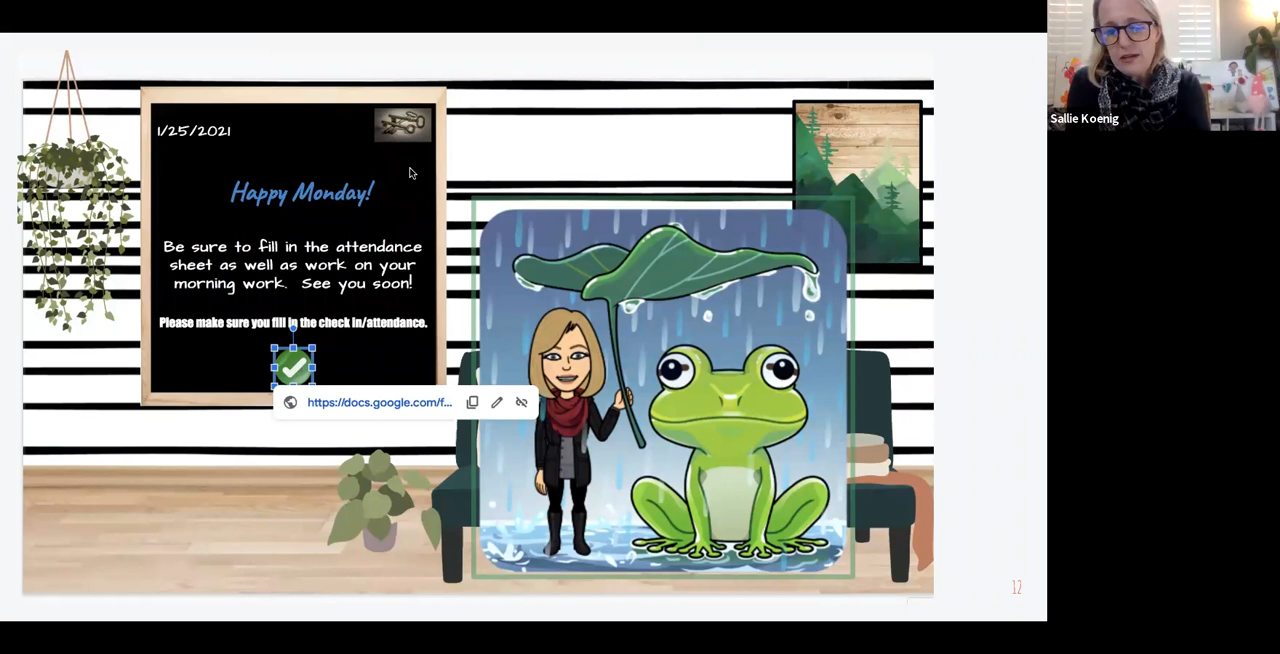 1/25/2021
Happy Monday!
Be sure to fill in the attendance
sheet as well as work on your
morning work. See you soon!
Please make sure you fill in the check in/attendance.
https://docs.google.com/f...
12
Sallie Koenig